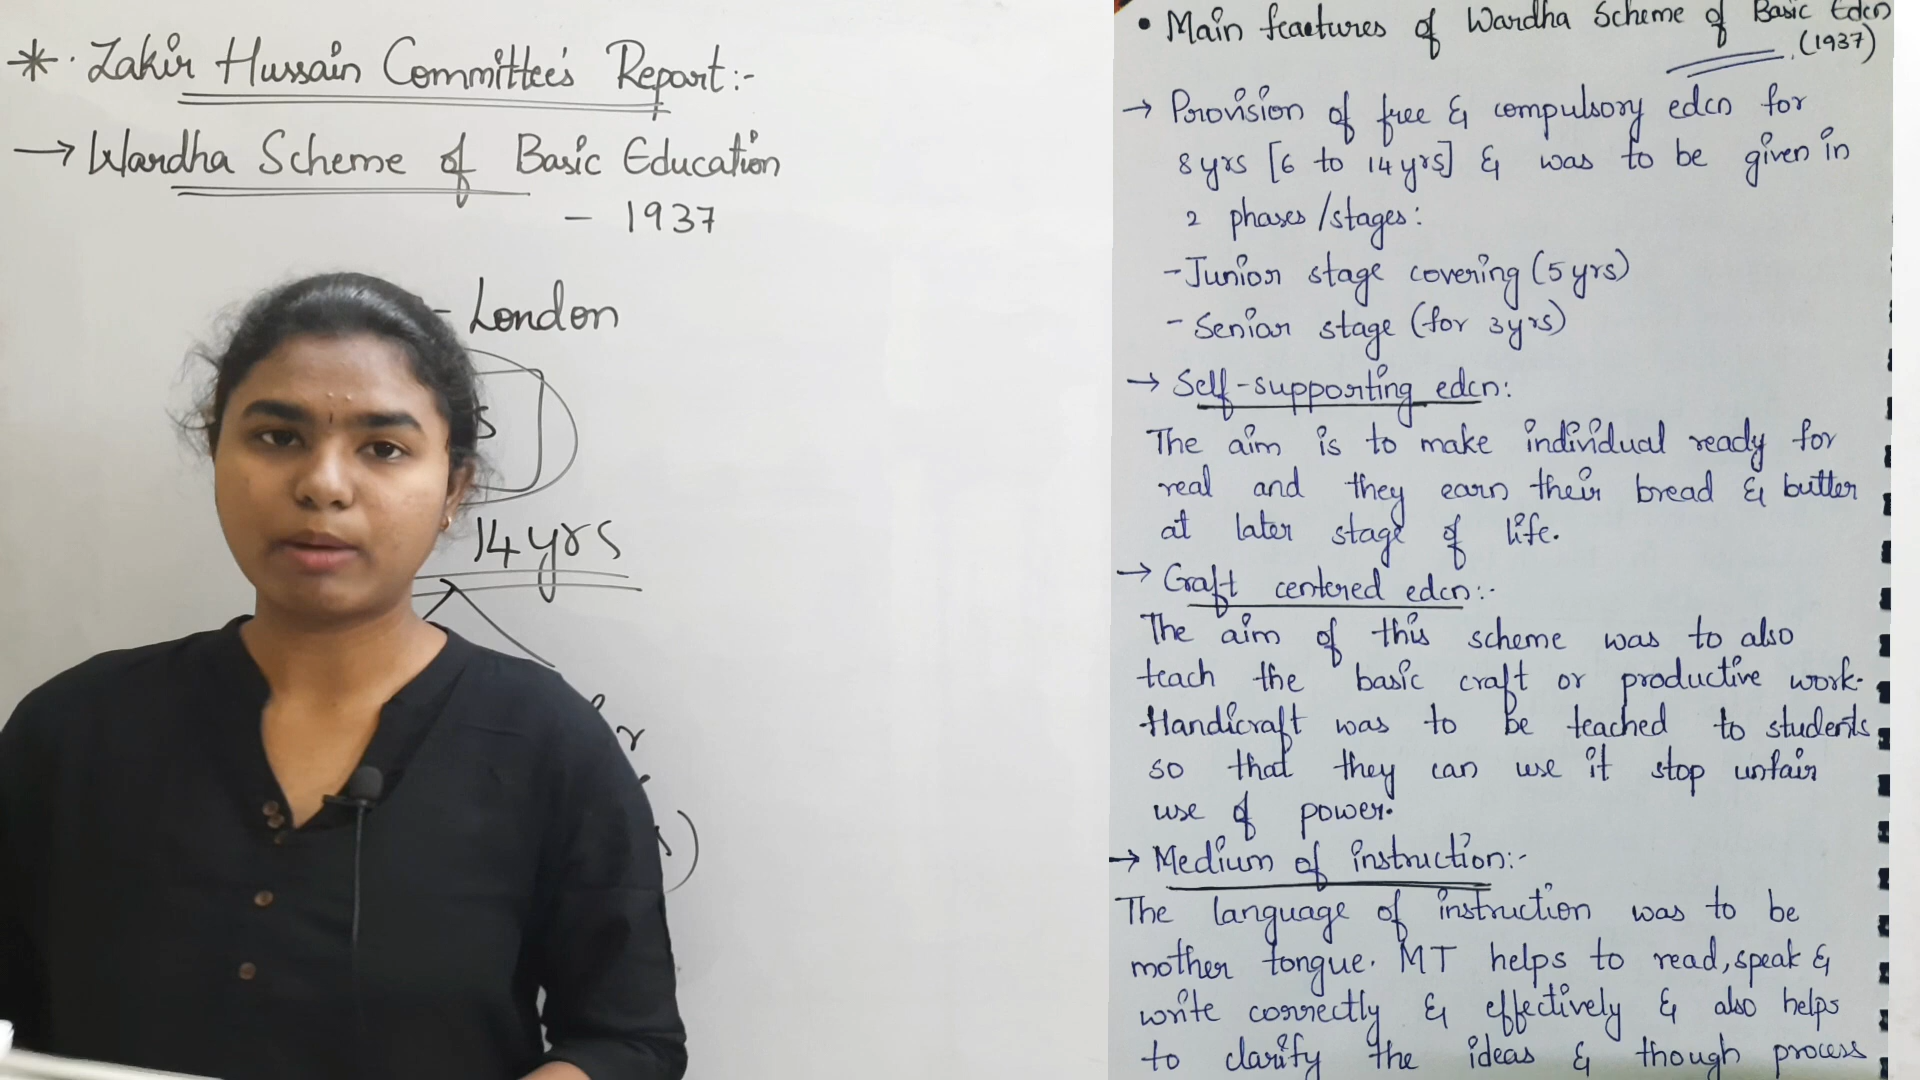 * . Zakir Hussain Committee's Report:-
→ Wardha Scheme of Basic Education
- 1937
- London
s
14 yrs
r
s)
• Main features of Wardha Scheme of Basic Edcn
(1937)
→ Provision of free & compulsory edcn for
8 yrs [6 to 14 yrs] & was to be given in
2 phases/stages:
- Junior stage covering (5 yrs)
- Senior stage (for 3 yrs)
→ Self-supporting edcn:
The aim is to make individual ready for
real and they earn their bread & butter
at later stage of life.
→ Craft centered edcn:-
The aim of this scheme was to also
teach the basic craft or productive work.
Handicraft was to be teached to students
so that they can use it stop unfair
use of power.
→ Medium of instruction:-
The language of instruction was to be
mother tongue. MT helps to read, speak &
write correctly & effectively & also helps
to clarify the ideas & though process